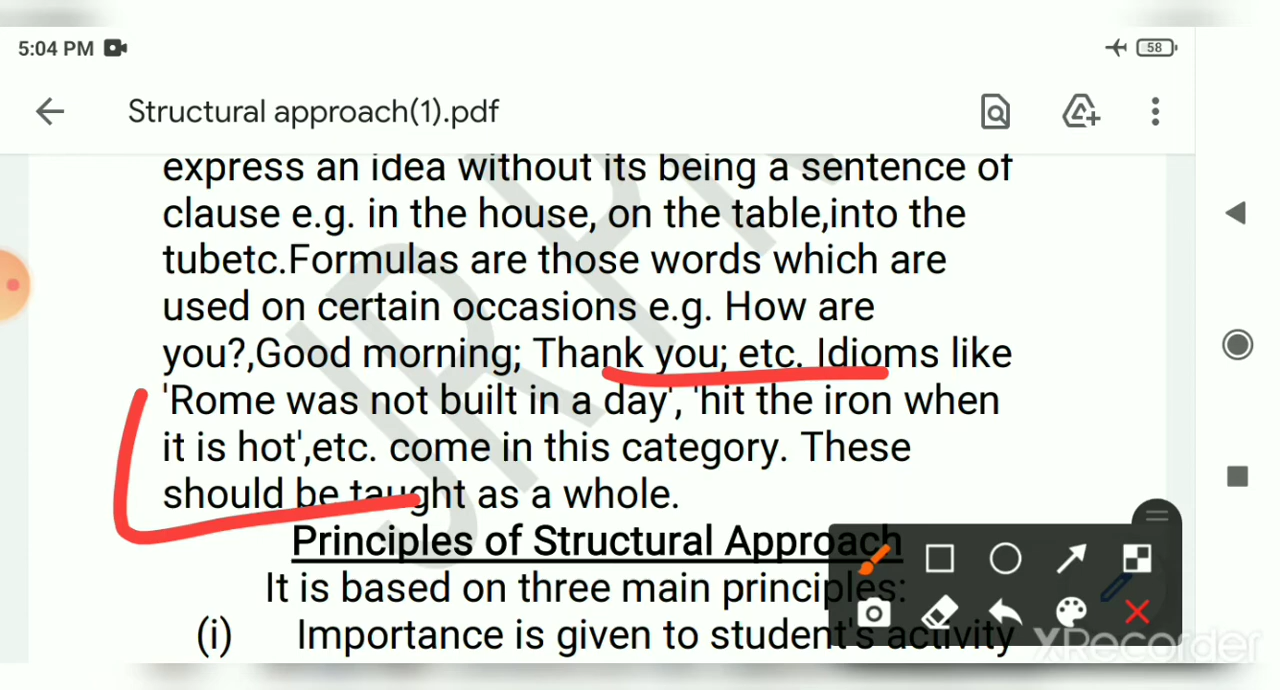 5:04 PM
58
Structural approach(1).pdf
express an idea without its being a sentence of
clause e.g. in the house, on the table,into the
tubetc.Formulas are those words which are
used on certain occasions e.g. How are
you?,Good morning; Thank you; etc. Idioms like
'Rome was not built in a day', 'hit the iron when
it is hot',etc. come in this category. These
should be taught as a whole.
Principles of Structural Approach
It is based on three main principles:
(i) Importance is given to student's activity
XRecorder